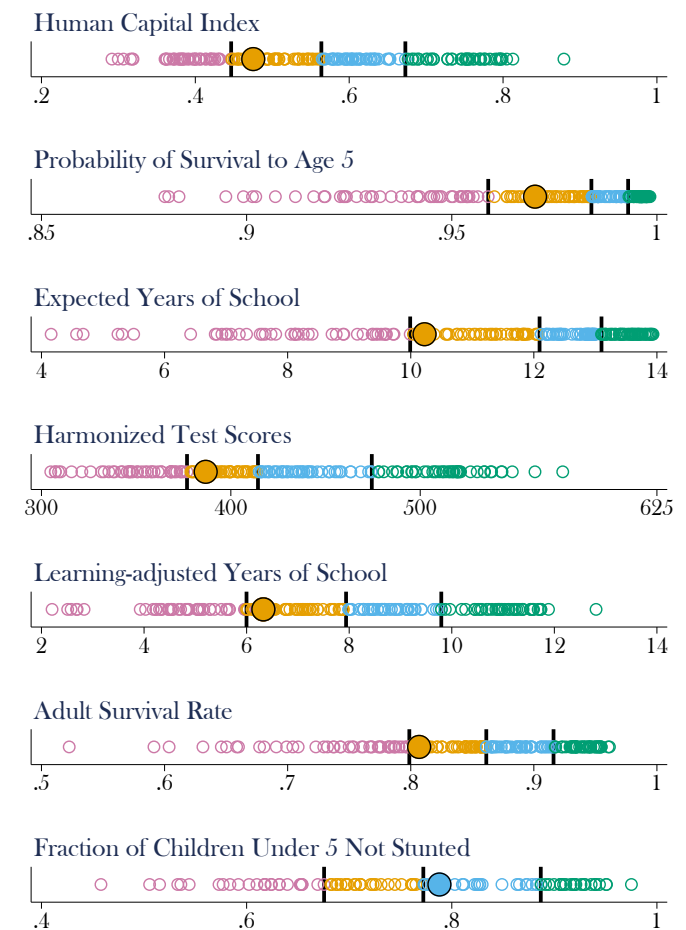 Human Capital Index
.2 .4 .6 .8 1
Probability of Survival to Age 5
.85 .9 .95 1
Expected Years of School
4 6 8 10 12 14
Harmonized Test Scores
300 400 500 625
Learning-adjusted Years of School
2 4 6 8 10 12 14
Adult Survival Rate
.5 .6 .7 .8 .9 1
Fraction of Children Under 5 Not Stunted
.4 .6 .8 1